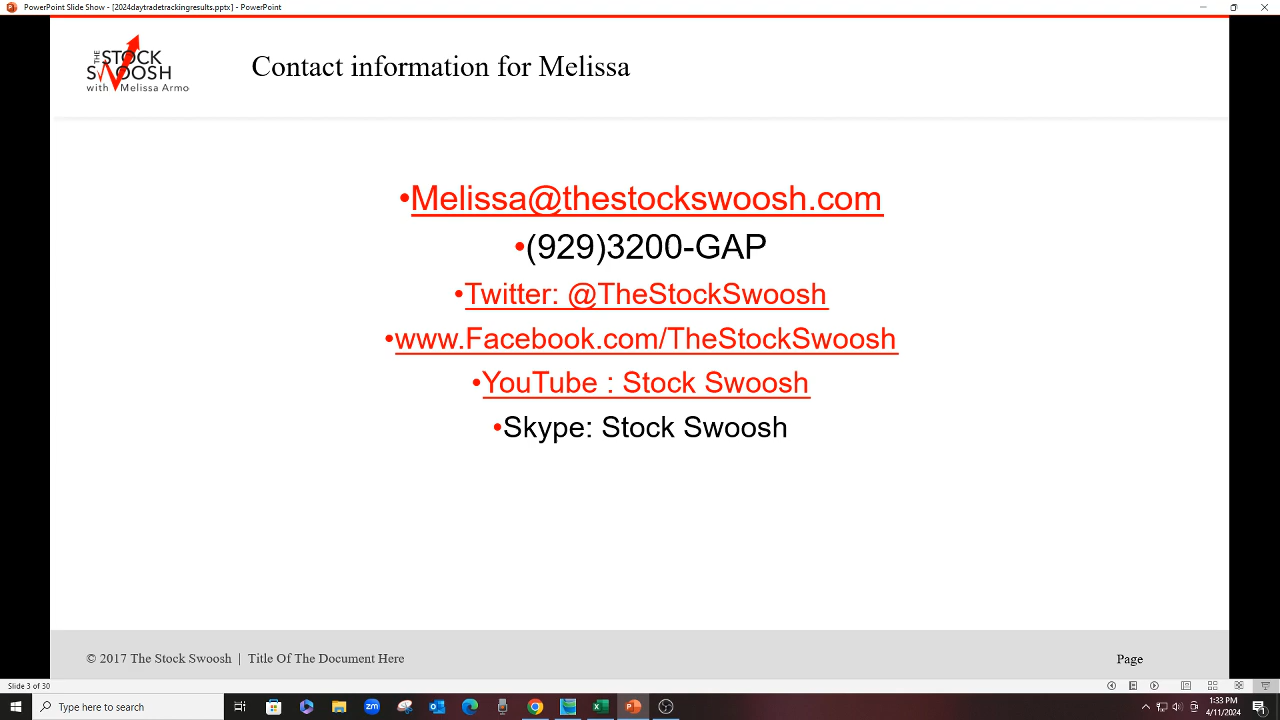 PowerPoint Slide Show - [2024daytradetrackingresults.pptx] - PowerPoint
THE STOCK
SWOOSH
with Melissa Armo
Contact information for Melissa
•Melissa@thestockswoosh.com
•(929)3200-GAP
•Twitter: @TheStockSwoosh
•www.Facebook.com/TheStockSwoosh
•YouTube : Stock Swoosh
•Skype: Stock Swoosh
© 2017 The Stock Swoosh | Title Of The Document Here
Page
Slide 3 of 30
Type here to search
zm
1:33 PM
4/11/2024